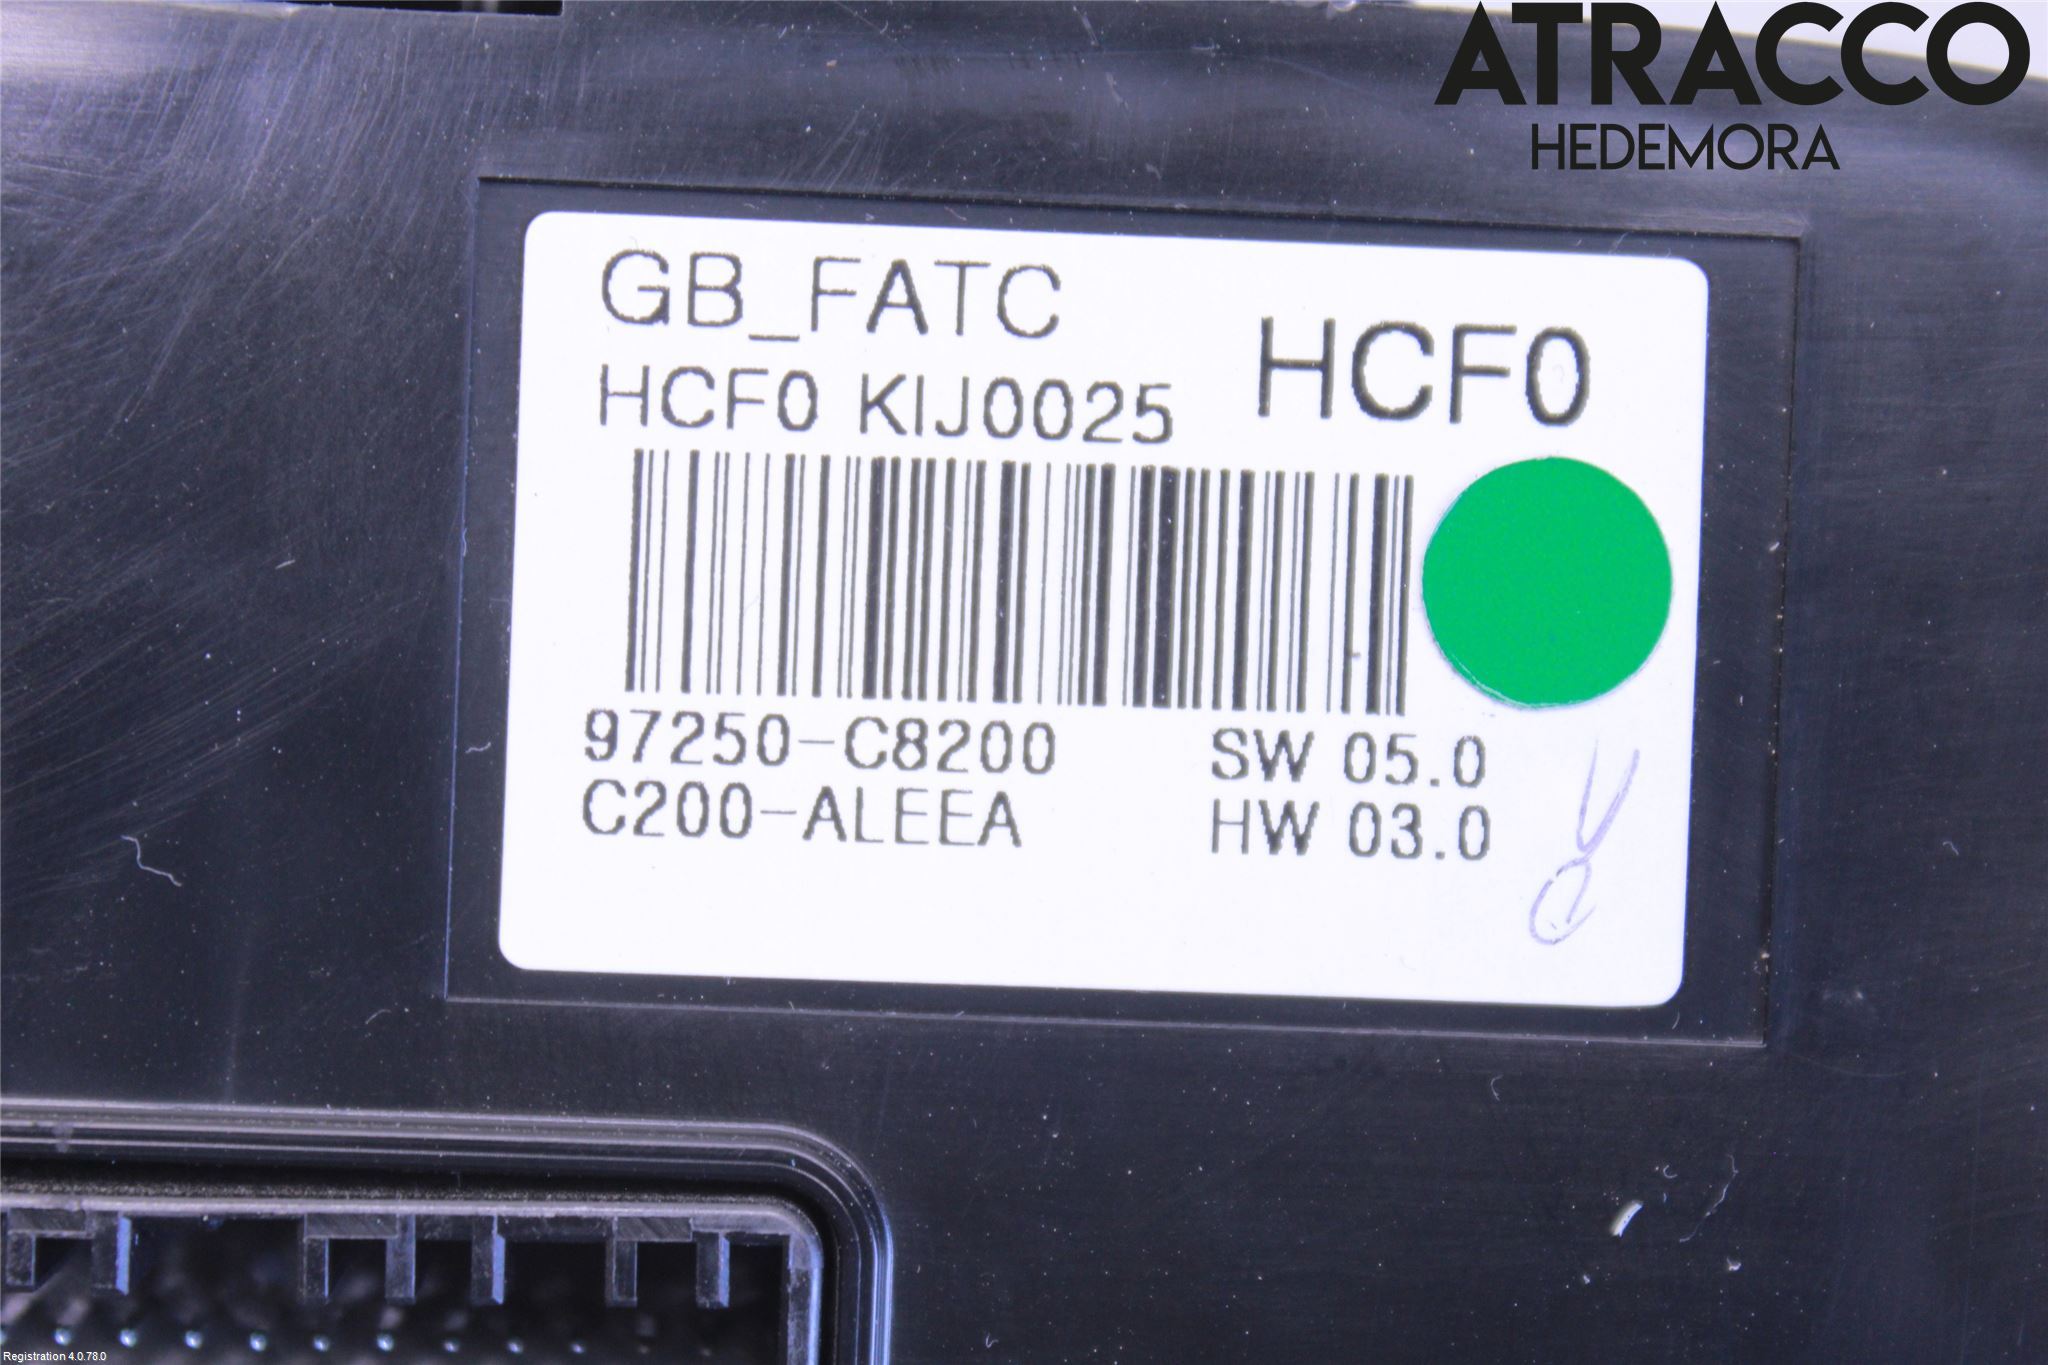 ATRACCO
HEDEMORA
GB_FATC
HCF0
HCF0 KIJ0025
97250-C8200 SW 05.0
C200-ALEEA HW 03.0
Registration 4.0.78.0